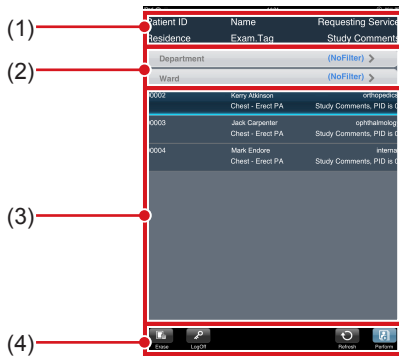 (1)
Patient ID Name Requesting Service
Residence Exam.Tag Study Comments
(2)
Department (NoFilter)
Ward (NoFilter)
0002 Kerry Atkinson orthopedics
Chest - Erect PA Study Comments, PID is
0003 Jack Carpenter ophthalmology
Chest - Erect PA Study Comments, PID is
0004 Mark Endore interna
Chest - Erect PA Study Comments, PID is
(3)
(4)
Erase LogOff Refresh Perform